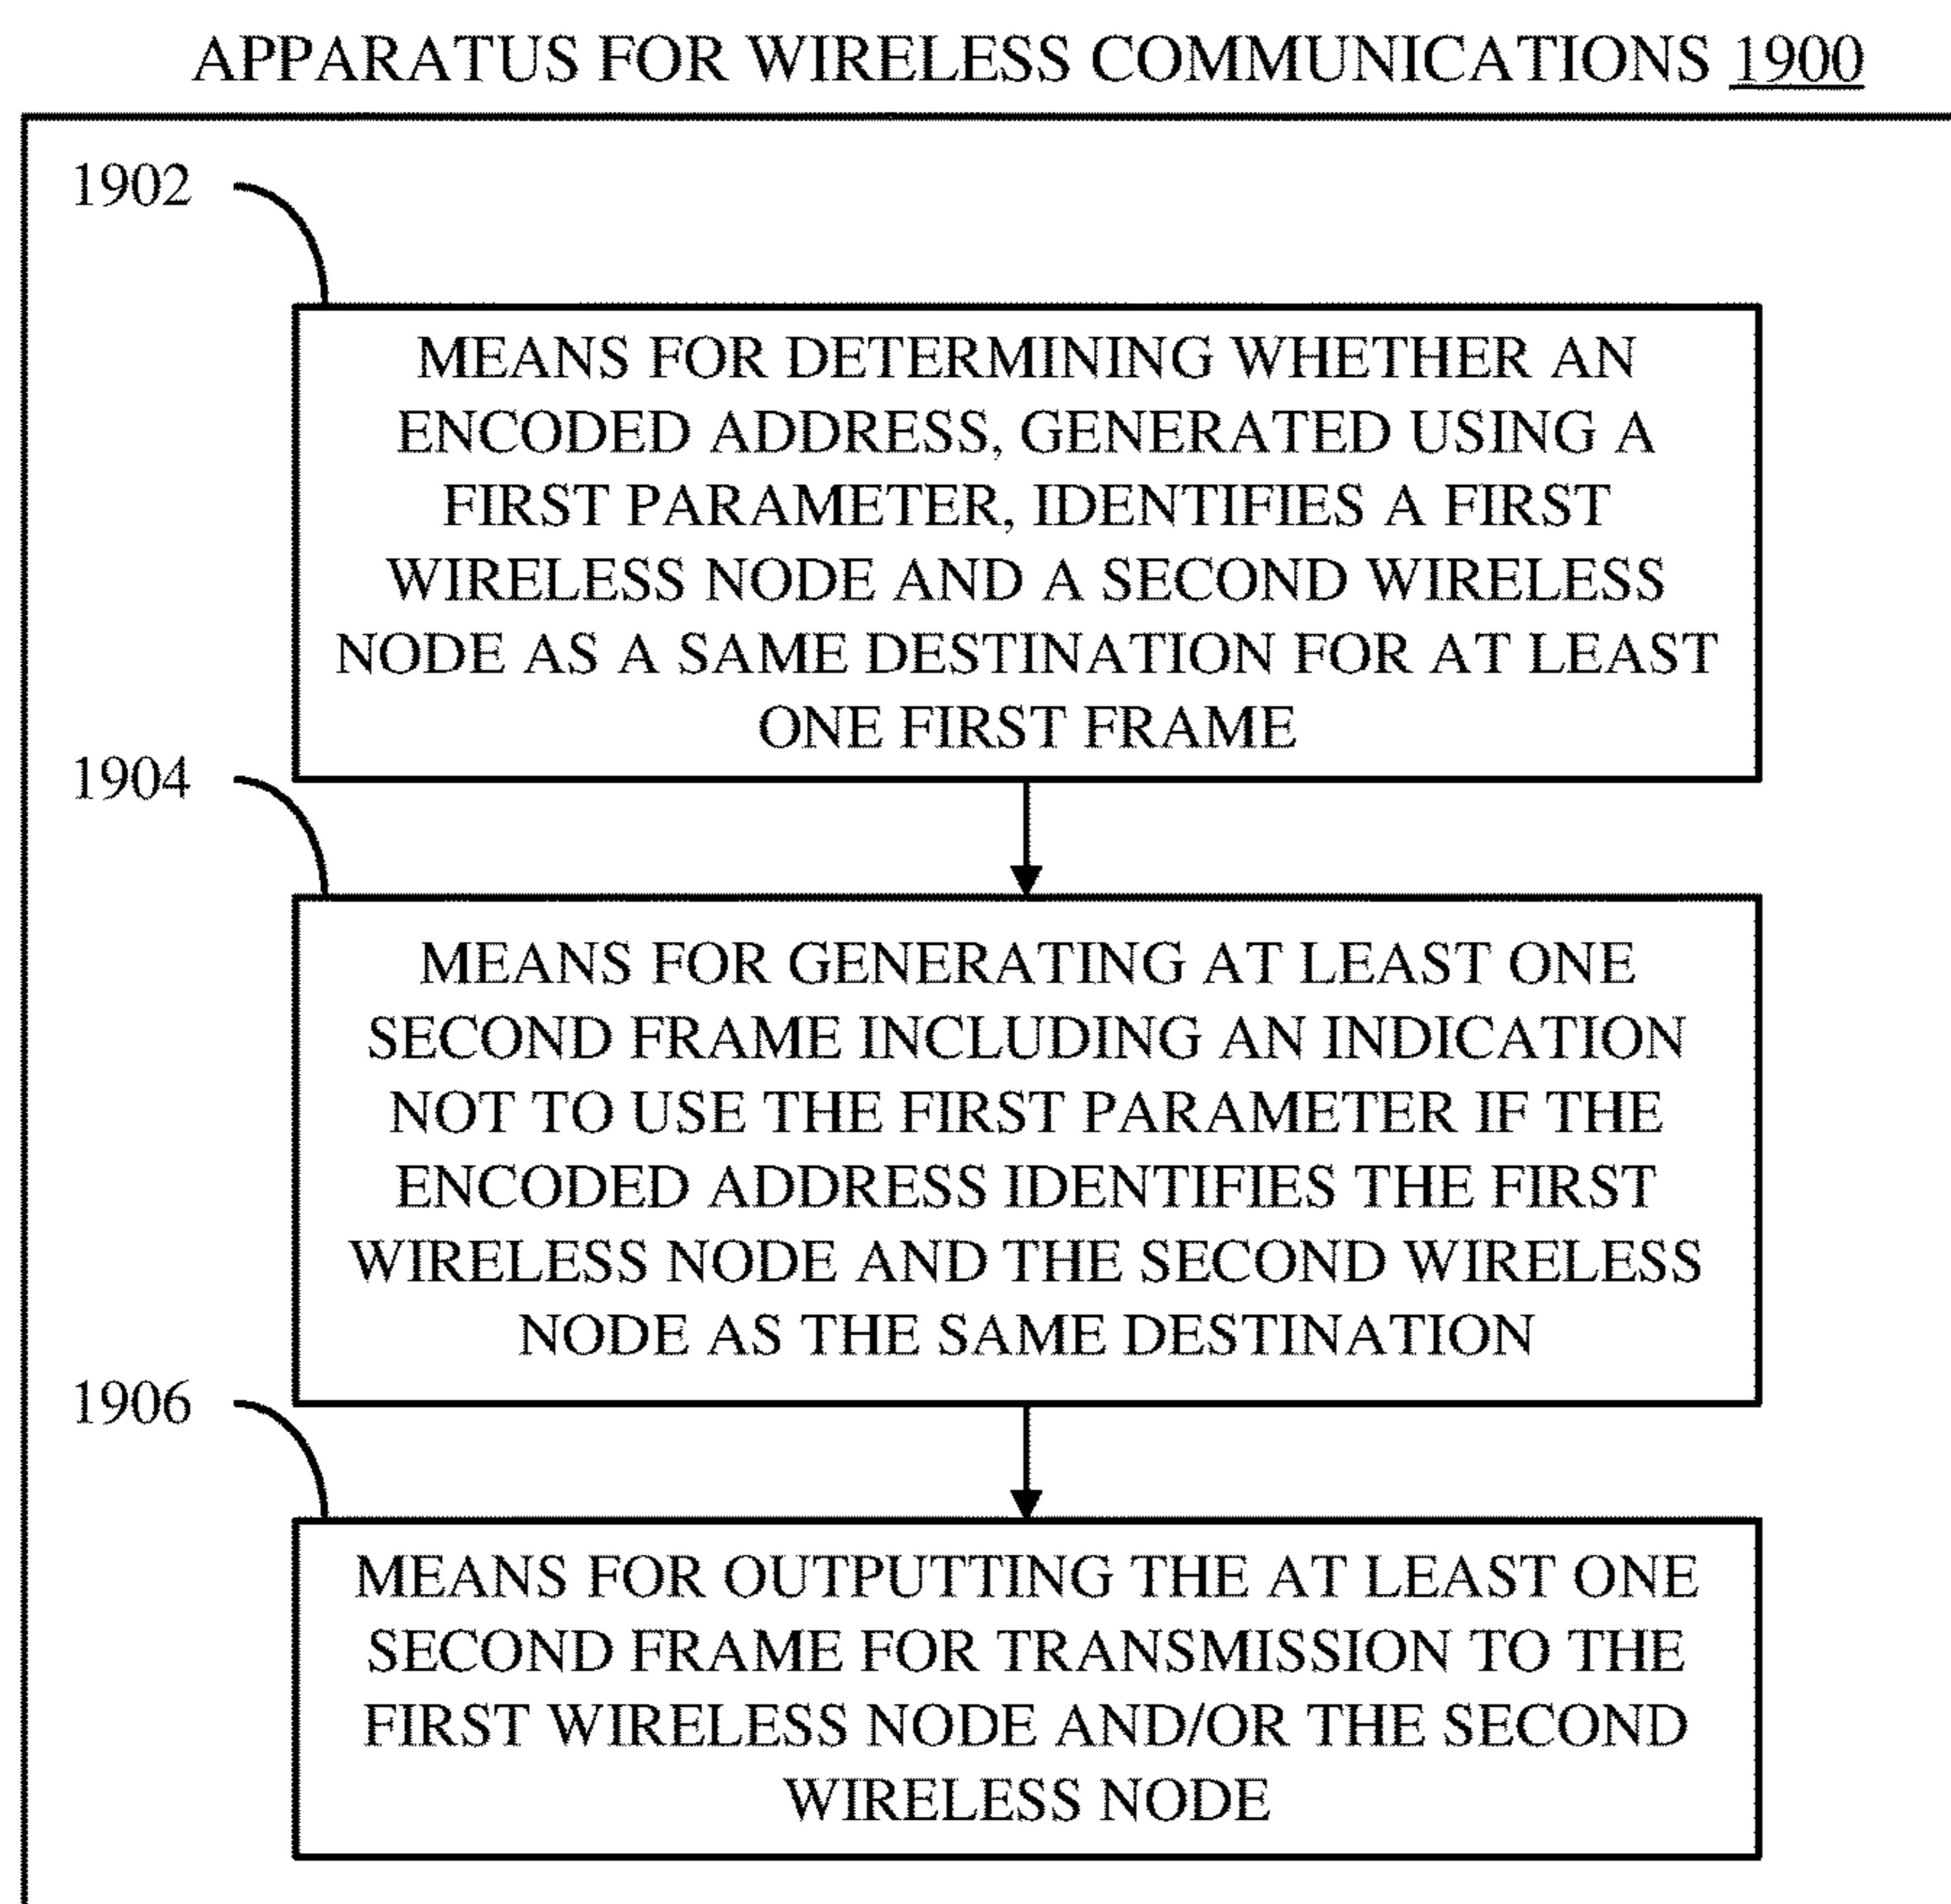 APPARATUS FOR WIRELESS COMMUNICATIONS 1900
1902
MEANS FOR DETERMINING WHETHER AN
ENCODED ADDRESS, GENERATED USING A
FIRST PARAMETER, IDENTIFIES A FIRST
WIRELESS NODE AND A SECOND WIRELESS
NODE AS A SAME DESTINATION FOR AT LEAST
ONE FIRST FRAME
1904
MEANS FOR GENERATING AT LEAST ONE
SECOND FRAME INCLUDING AN INDICATION
NOT TO USE THE FIRST PARAMETER IF THE
ENCODED ADDRESS IDENTIFIES THE FIRST
WIRELESS NODE AND THE SECOND WIRELESS
NODE AS THE SAME DESTINATION
1906
MEANS FOR OUTPUTTING THE AT LEAST ONE
SECOND FRAME FOR TRANSMISSION TO THE
FIRST WIRELESS NODE AND/OR THE SECOND
WIRELESS NODE